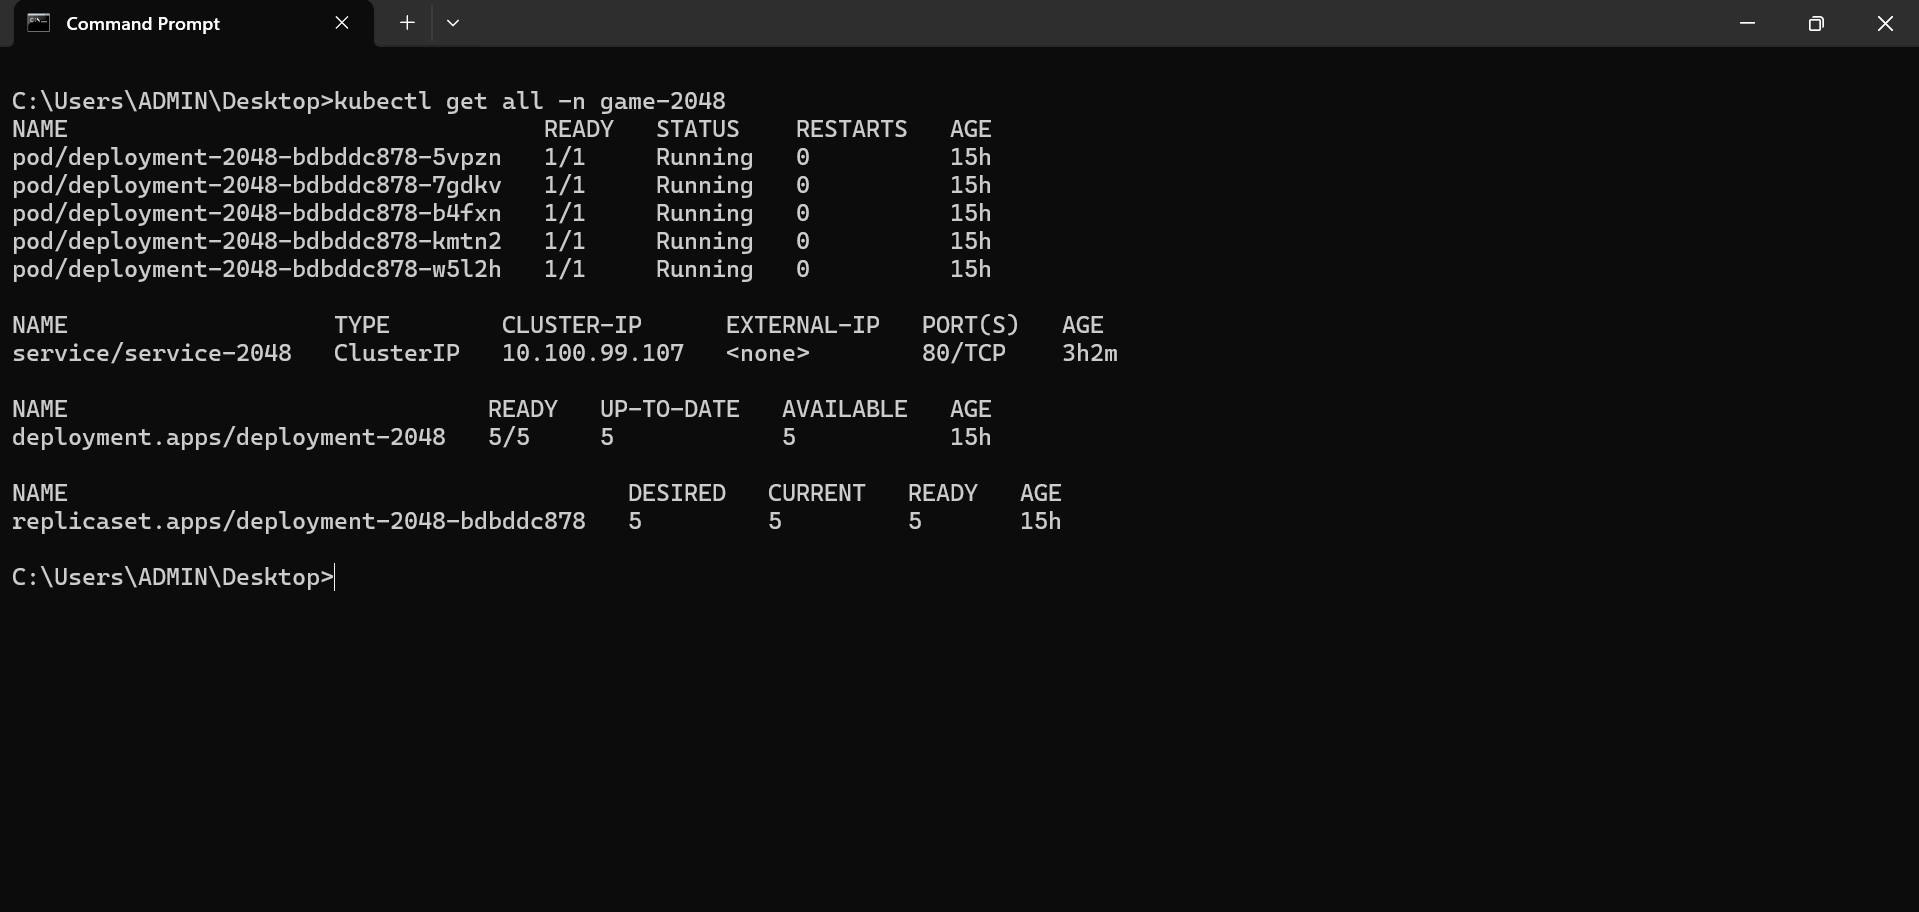 Command Prompt
C:\Users\ADMIN\Desktop>kubectl get all -n game-2048
NAME                                  READY   STATUS    RESTARTS   AGE
pod/deployment-2048-bdbddc878-5vpzn   1/1     Running   0          15h
pod/deployment-2048-bdbddc878-7gdkv   1/1     Running   0          15h
pod/deployment-2048-bdbddc878-b4fxn   1/1     Running   0          15h
pod/deployment-2048-bdbddc878-kmtn2   1/1     Running   0          15h
pod/deployment-2048-bdbddc878-w5l2h   1/1     Running   0          15h
NAME                   TYPE        CLUSTER-IP      EXTERNAL-IP   PORT(S)   AGE
service/service-2048   ClusterIP   10.100.99.107   <none>        80/TCP    3h2m
NAME                              READY   UP-TO-DATE   AVAILABLE   AGE
deployment.apps/deployment-2048   5/5     5            5           15h
NAME                                        DESIRED   CURRENT   READY   AGE
replicaset.apps/deployment-2048-bdbddc878   5         5         5       15h
C:\Users\ADMIN\Desktop>